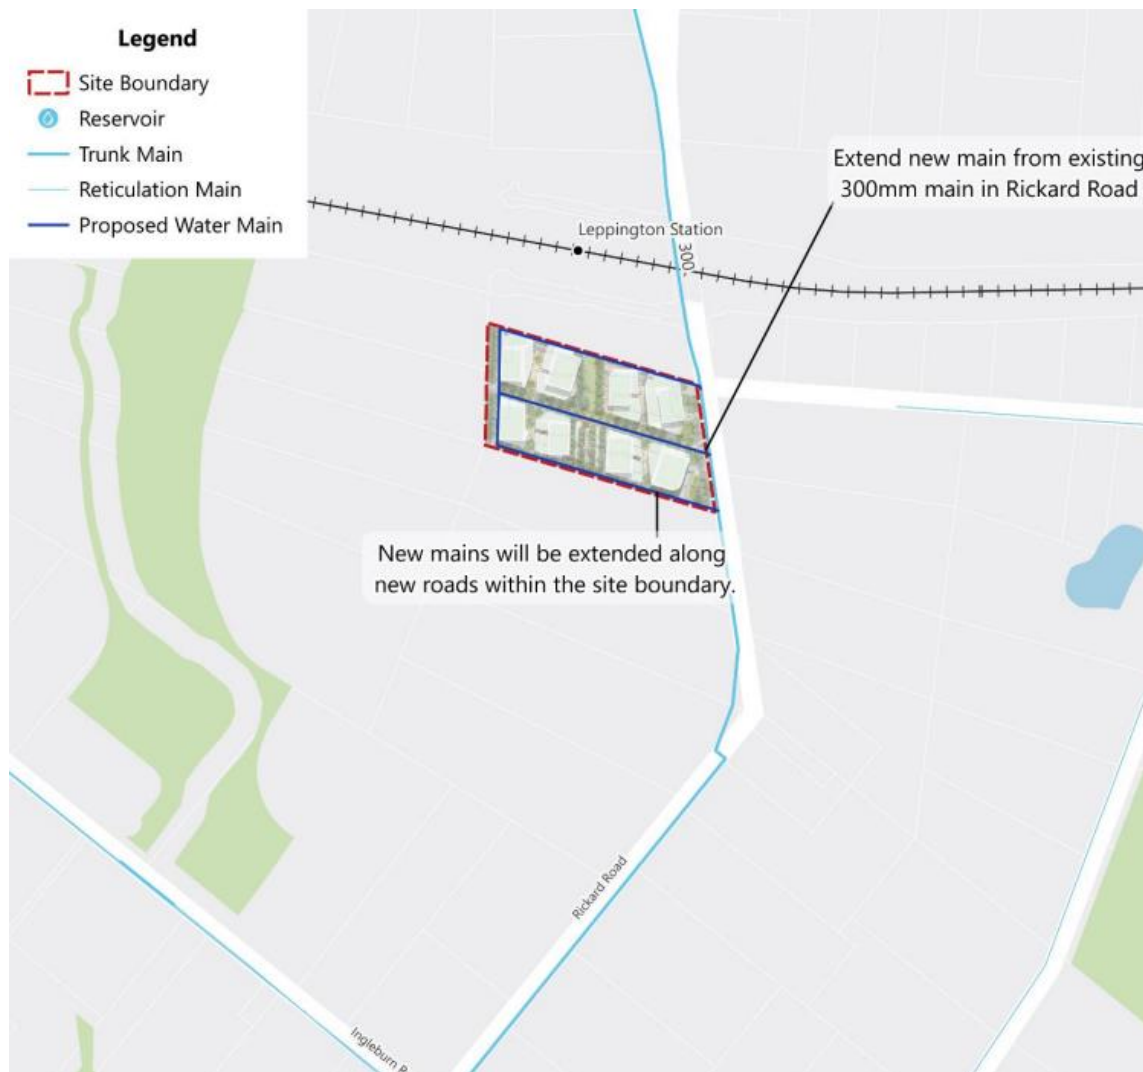 Legend
Site Boundary
Reservoir
Trunk Main
Reticulation Main
Proposed Water Main
Extend new main from existing
300mm main in Rickard Road
Leppington Station
300
New mains will be extended along
new roads within the site boundary.
Rickard Road
Ingleburn R